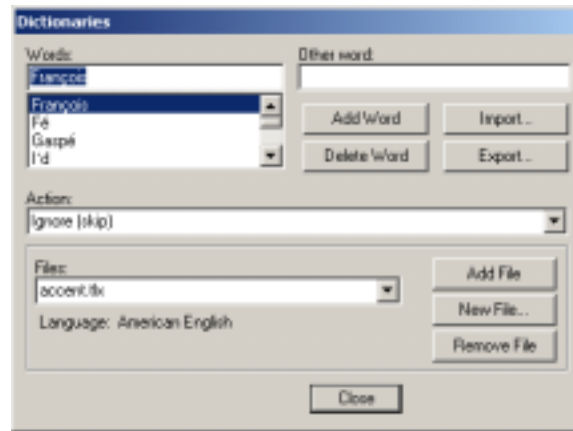 Dictionaries
Words:
Other word:
François
François
Fé
Gaspé
I'd
Add Word
Import...
Delete Word
Export...
Action:
Ignore (skip)
Files:
accent.tlx
Language: American English
Add File
New File...
Remove File
Close